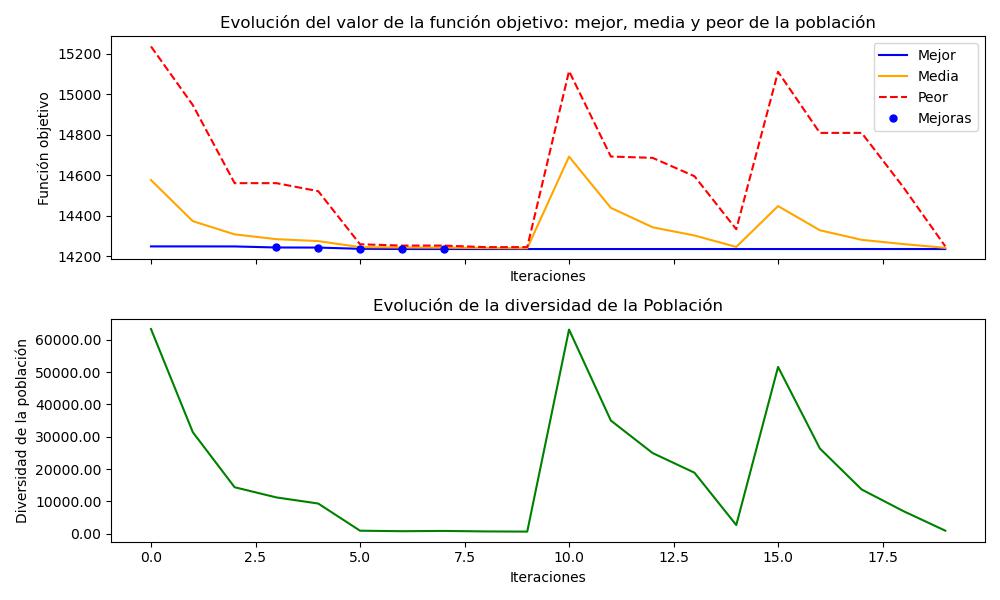 Evolución del valor de la función objetivo: mejor, media y peor de la población
15200
15000
14800
14600
14400
14200
Función objetivo
Mejor
Media
Peor
Mejoras
Iteraciones
Evolución de la diversidad de la Población
60000.00
50000.00
40000.00
30000.00
20000.00
10000.00
0.00
Diversidad de la población
0.0 2.5 5.0 7.5 10.0 12.5 15.0 17.5
Iteraciones